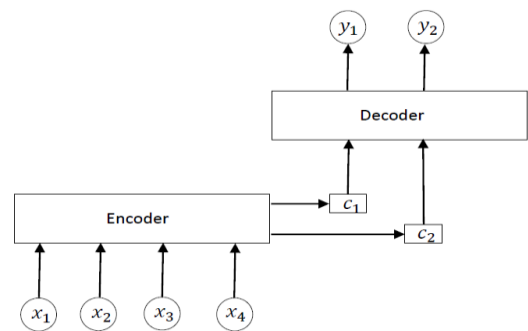 y₁ y₂
Decoder
c₁
Encoder
c₂
x₁ x₂ x₃ x₄